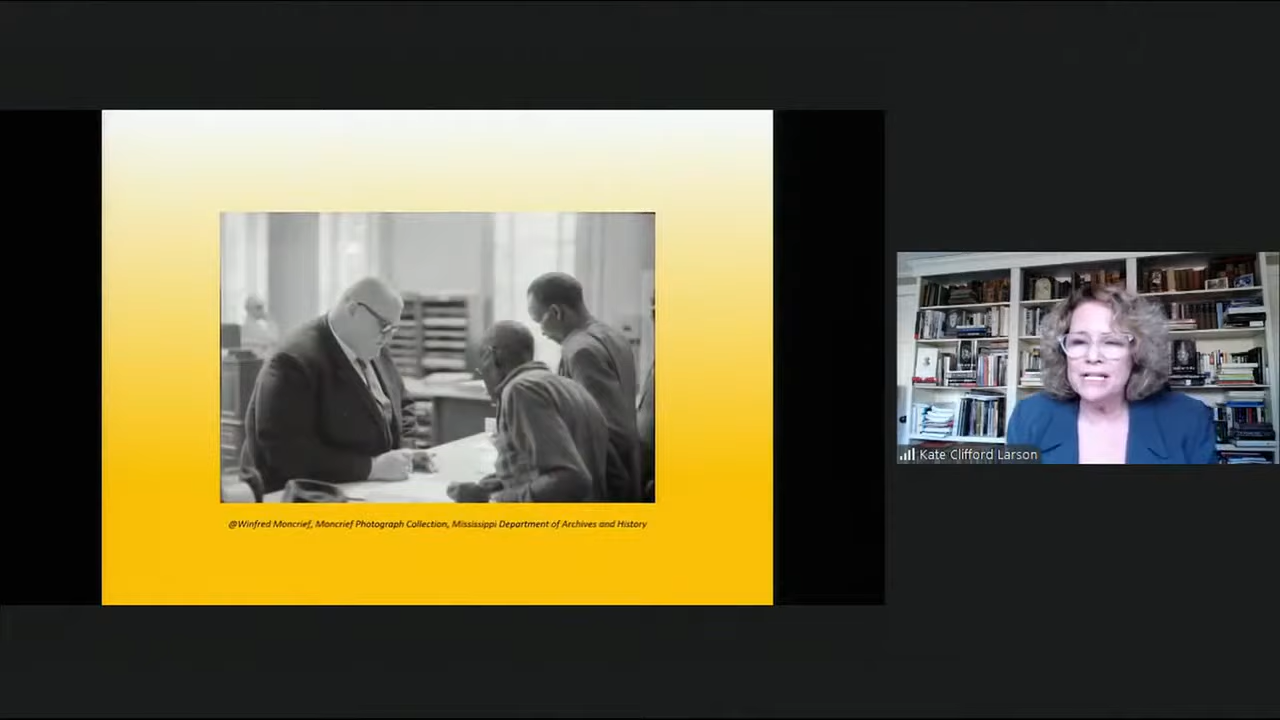 @Winfred Moncrief, Moncrief Photograph Collection, Mississippi Department of Archives and History
Kate Clifford Larson